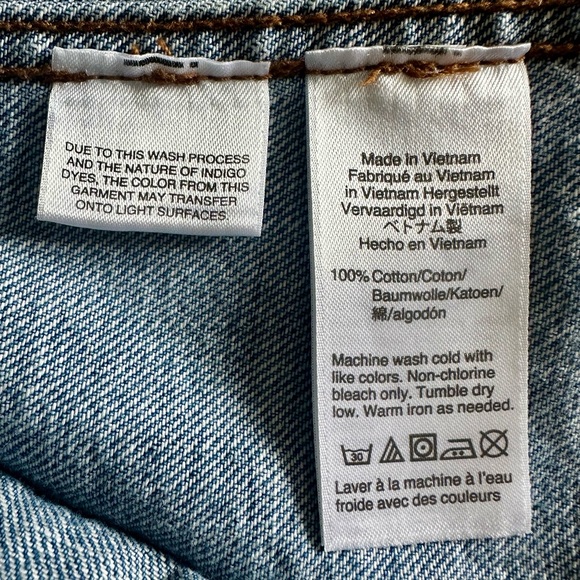 DUE TO THIS WASH PROCESS
AND THE NATURE OF INDIGO
DYES, THE COLOR FROM THIS
GARMENT MAY TRANSFER
ONTO LIGHT SURFACES.
Made in Vietnam
Fabriqué au Vietnam
in Vietnam Hergestellt
Vervaardigd in Viëtnam
ベトナム製
Hecho en Vietnam
100% Cotton/Coton/
Baumwolle/Katoen/
綿/algodón
Machine wash cold with
like colors. Non-chlorine
bleach only. Tumble dry
low. Warm iron as needed.
30
Laver à la machine à l'eau
froide avec des couleurs